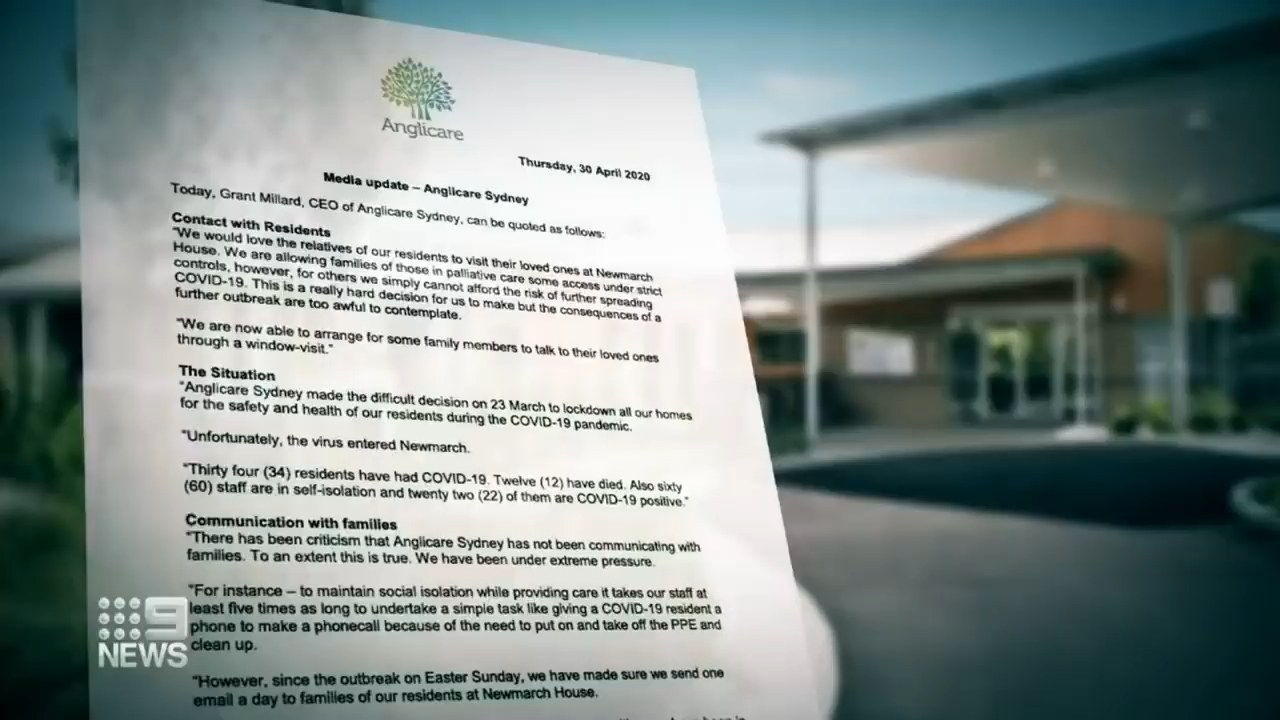 Anglicare
Thursday, 30 April 2020
Media update – Anglicare Sydney
Today, Grant Millard, CEO of Anglicare Sydney, can be quoted as follows:
Contact with Residents
"We would love the relatives of our residents to visit their loved ones at Newmarch
House. We are allowing families of those in palliative care some access under strict
controls, however, for others we simply cannot afford the risk of further spreading
COVID-19. This is a really hard decision for us to make but the consequences of a
further outbreak are too awful to contemplate.
"We are now able to arrange for some family members to talk to their loved ones
through a window-visit."
The Situation
"Anglicare Sydney made the difficult decision on 23 March to lockdown all our homes
for the safety and health of our residents during the COVID-19 pandemic.
"Unfortunately, the virus entered Newmarch.
"Thirty four (34) residents have had COVID-19. Twelve (12) have died. Also sixty
(60) staff are in self-isolation and twenty two (22) of them are COVID-19 positive."
Communication with families
"There has been criticism that Anglicare Sydney has not been communicating with
families. To an extent this is true. We have been under extreme pressure.
"For instance – to maintain social isolation while providing care it takes our staff at
least five times as long to undertake a simple task like giving a COVID-19 resident a
phone to make a phonecall because of the need to put on and take off the PPE and
clean up.
"However, since the outbreak on Easter Sunday, we have made sure we send one
email a day to families of our residents at Newmarch House.
9
NEWS